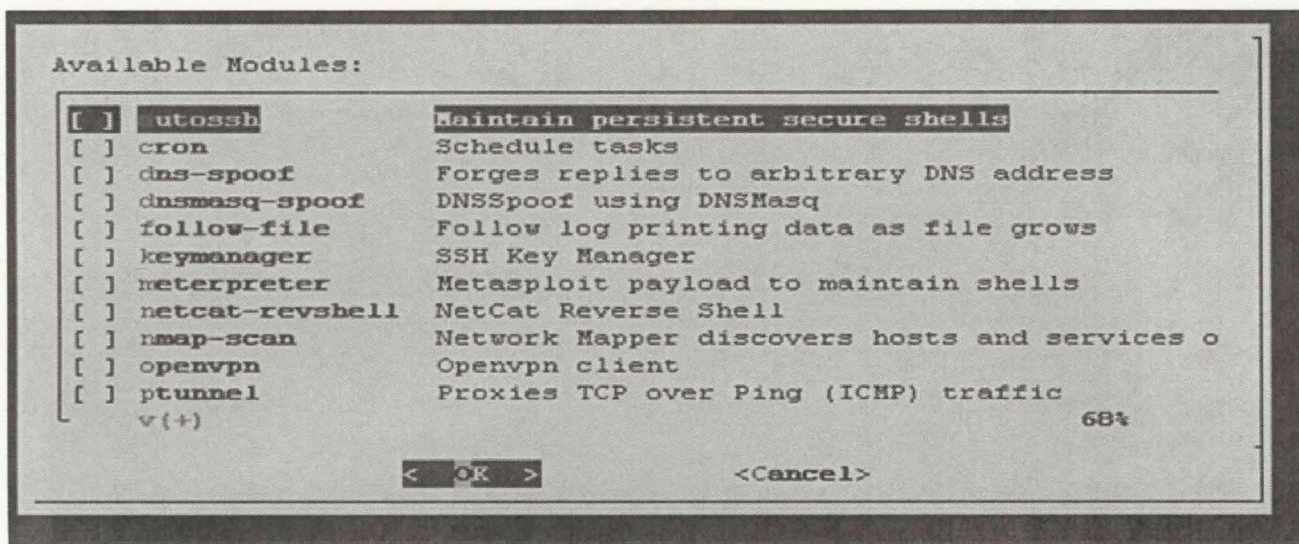 Available Modules:
[ ] autossh Maintain persistent secure shells
[ ] cron Schedule tasks
[ ] dns-spoof Forges replies to arbitrary DNS address
[ ] dnsmasq-spoof DNSSpoof using DNSMasq
[ ] follow-file Follow log printing data as file grows
[ ] keymanager SSH Key Manager
[ ] meterpreter Metasploit payload to maintain shells
[ ] netcat-revshell NetCat Reverse Shell
[ ] nmap-scan Network Mapper discovers hosts and services o
[ ] openvpn Openvpn client
[ ] ptunnel Proxies TCP over Ping (ICMP) traffic
v(+) 68%
< OK > <Cancel>